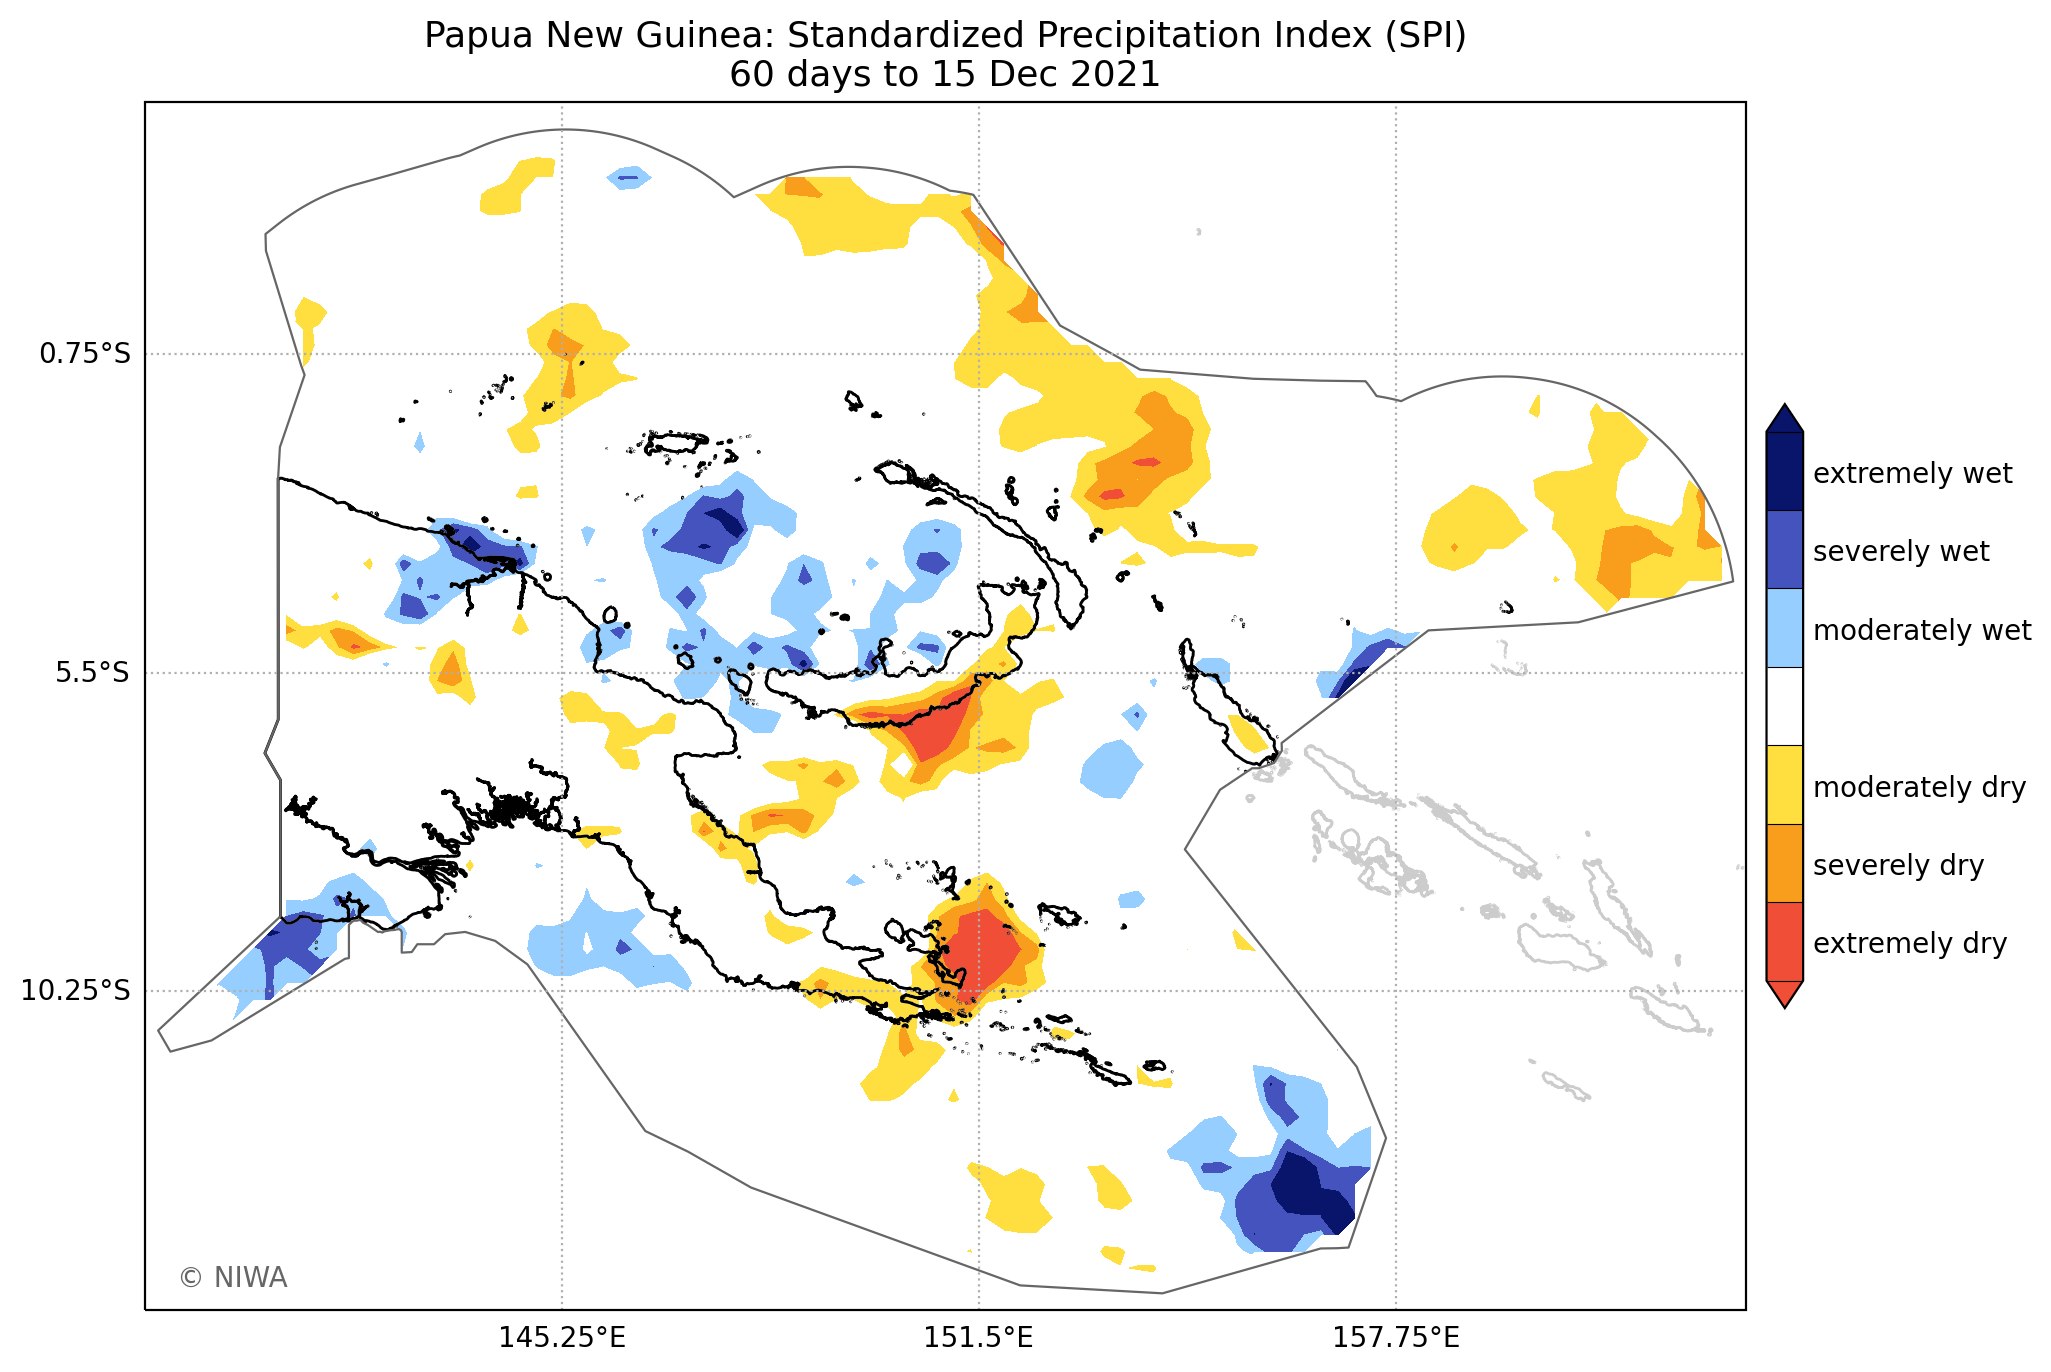 Papua New Guinea: Standardized Precipitation Index (SPI)
60 days to 15 Dec 2021
0.75°S
5.5°S
10.25°S
145.25°E
151.5°E
157.75°E
extremely wet
severely wet
moderately wet
moderately dry
severely dry
extremely dry
© NIWA